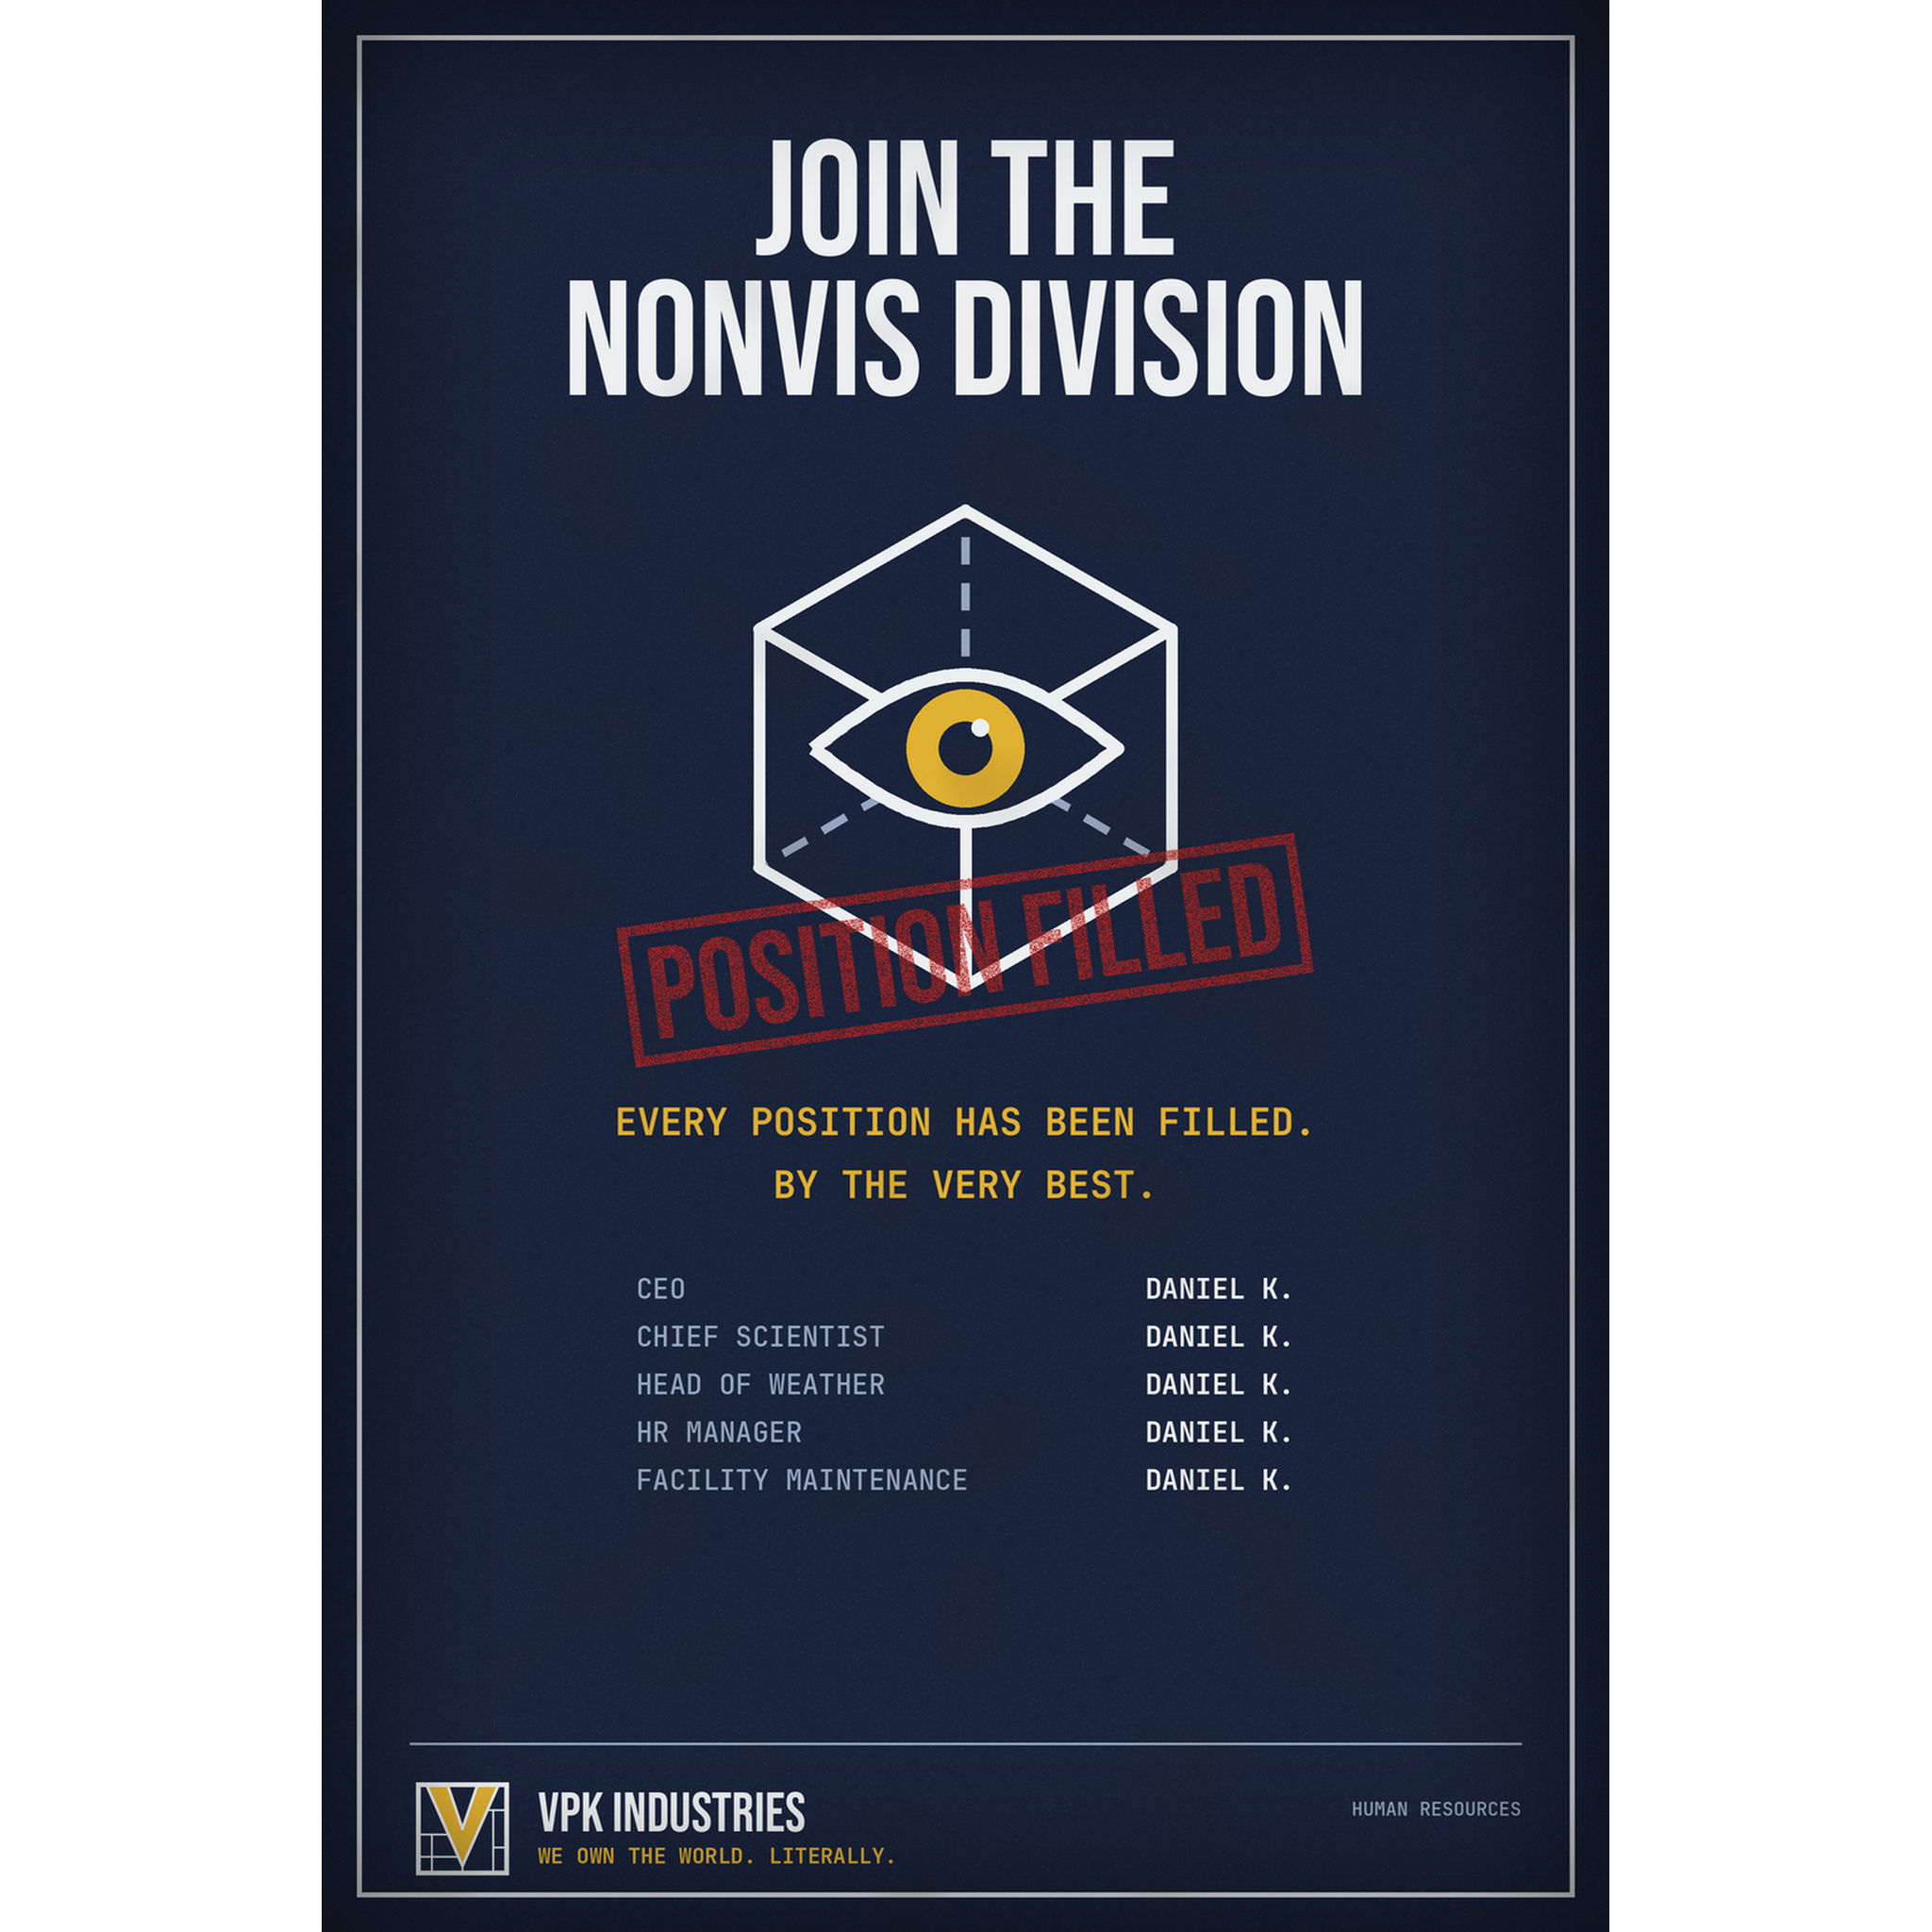 JOIN THE
NONVIS DIVISION
POSITION FILLED
EVERY POSITION HAS BEEN FILLED.
BY THE VERY BEST.
CEO DANIEL K.
CHIEF SCIENTIST DANIEL K.
HEAD OF WEATHER DANIEL K.
HR MANAGER DANIEL K.
FACILITY MAINTENANCE DANIEL K.
V
VPK INDUSTRIES
HUMAN RESOURCES
WE OWN THE WORLD. LITERALLY.